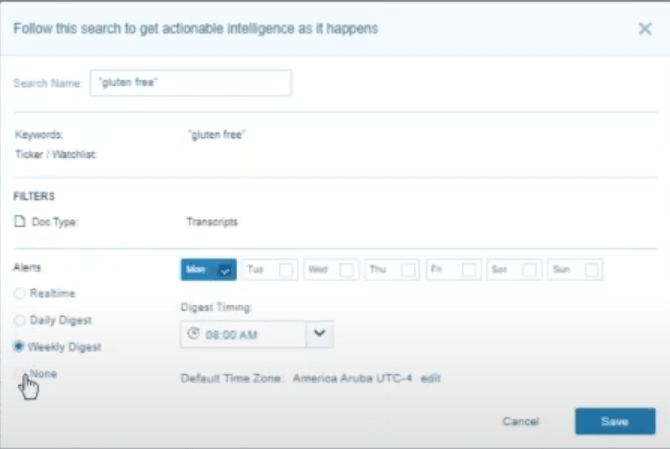 Follow this search to get actionable intelligence as it happens
Search Name: "gluten free"
Keywords: "gluten free"
Ticker / Watchlist:
FILTERS
Doc Type: Transcripts
Alerts
Mon Tue Wed Thu Fri Sat Sun
Realtime
Digest Timing:
Daily Digest
08:00 AM
Weekly Digest
None
Default Time Zone: America Aruba UTC-4 edit
Cancel Save